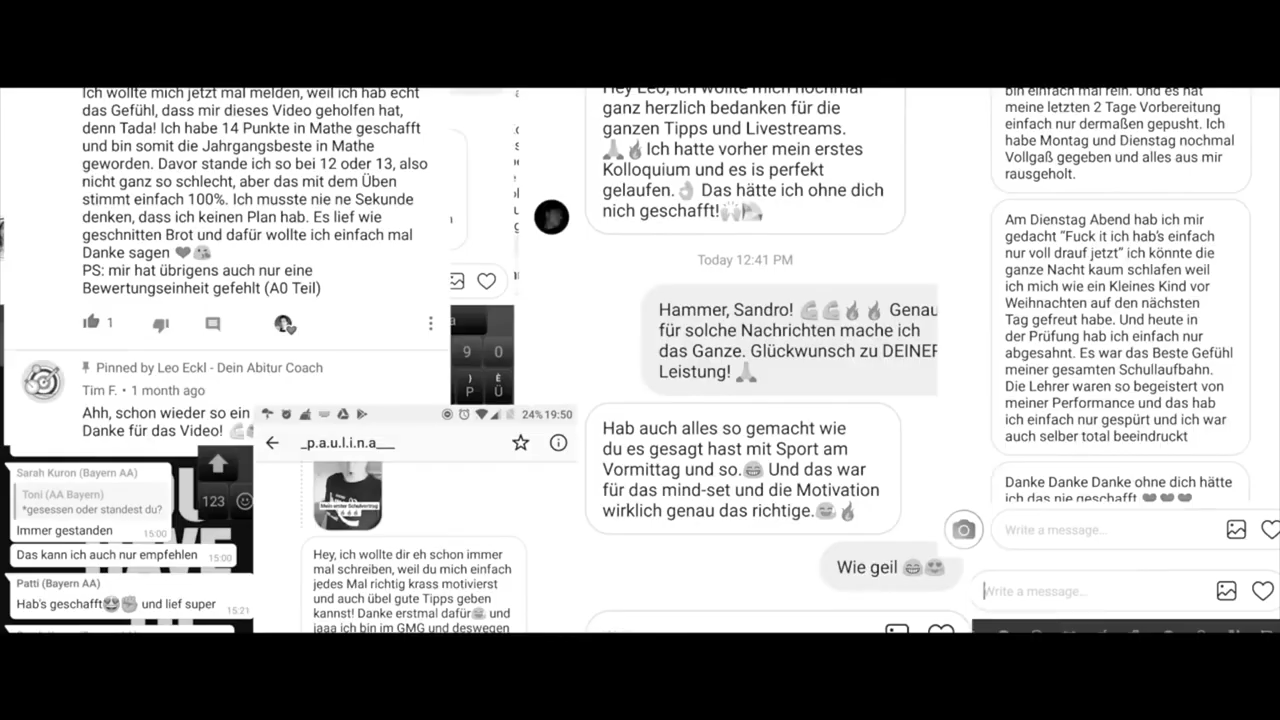 Ich wollte mich jetzt mal melden, weil ich hab echt
das Gefühl, dass mir dieses Video geholfen hat,
denn Tada! Ich habe 14 Punkte in Mathe geschafft
und bin somit die Jahrgangsbeste in Mathe
geworden. Davor stande ich so bei 12 oder 13, also
nicht ganz so schlecht, aber das mit dem Üben
stimmt einfach 100%. Ich musste nie ne Sekunde
denken, dass ich keinen Plan hab. Es lief wie
geschnitten Brot und dafür wollte ich einfach mal
Danke sagen ❤😘
PS: mir hat übrigens auch nur eine
Bewertungseinheit gefehlt (A0 Teil)
1
Pinned by Leo Eckl - Dein Abitur Coach
Tim F. • 1 month ago
Ahh, schon wieder so ein
Danke für das Video! 💪
9 0
P Ü
123
Sarah Kuron (Bayern AA)
Toni (AA Bayern)
*gesessen oder standest du?
Immer gestanden 15:00
Das kann ich auch nur empfehlen 15:00
Patti (Bayern AA)
Hab's geschafft😍✊ und lief super 15:21
24% 19:50
_p.a.u.l.i.n.a___
Mein erster Schulvortrag
Hey, ich wollte dir eh schon immer
mal schreiben, weil du mich einfach
jedes Mal richtig krass motivierst
und auch übel gute Tipps geben
kannst! Danke erstmal dafür😁 und
jaaa ich bin im GMG und deswegen
Hey Leo, ich wollte mich nochmal
ganz herzlich bedanken für die
ganzen Tipps und Livestreams.
🙏🔥Ich hatte vorher mein erstes
Kolloquium und es is perfekt
gelaufen.👌 Das hätte ich ohne dich
nich geschafft!🙌
Today 12:41 PM
Hammer, Sandro! 💪💪🔥🔥 Genau
für solche Nachrichten mache ich
das Ganze. Glückwunsch zu DEINER
Leistung! 🙏
Hab auch alles so gemacht wie
du es gesagt hast mit Sport am
Vormittag und so.😂 Und das war
für das mind-set und die Motivation
wirklich genau das richtige.😂🔥
Wie geil 😂😍
bin einfach mal rein. Und es hat
meine letzten 2 Tage Vorbereitung
einfach nur dermaßen gepusht. Ich
habe Montag und Dienstag nochmal
Vollgaß gegeben und alles aus mir
rausgeholt.
Am Dienstag Abend hab ich mir
gedacht “Fuck it ich hab's einfach
nur voll drauf jetzt” ich könnte die
ganze Nacht kaum schlafen weil
ich mich wie ein Kleines Kind vor
Weihnachten auf den nächsten
Tag gefreut habe. Und heute in
der Prüfung hab ich einfach nur
abgesahnt. Es war das Beste Gefühl
meiner gesamten Schullaufbahn.
Die Lehrer waren so begeistert von
meiner Performance und das hab
ich einfach nur gespürt und ich war
auch selber total beeindruckt
Danke Danke Danke ohne dich hätte
ich das nie geschafft ❤❤❤
Write a message...
Write a message...